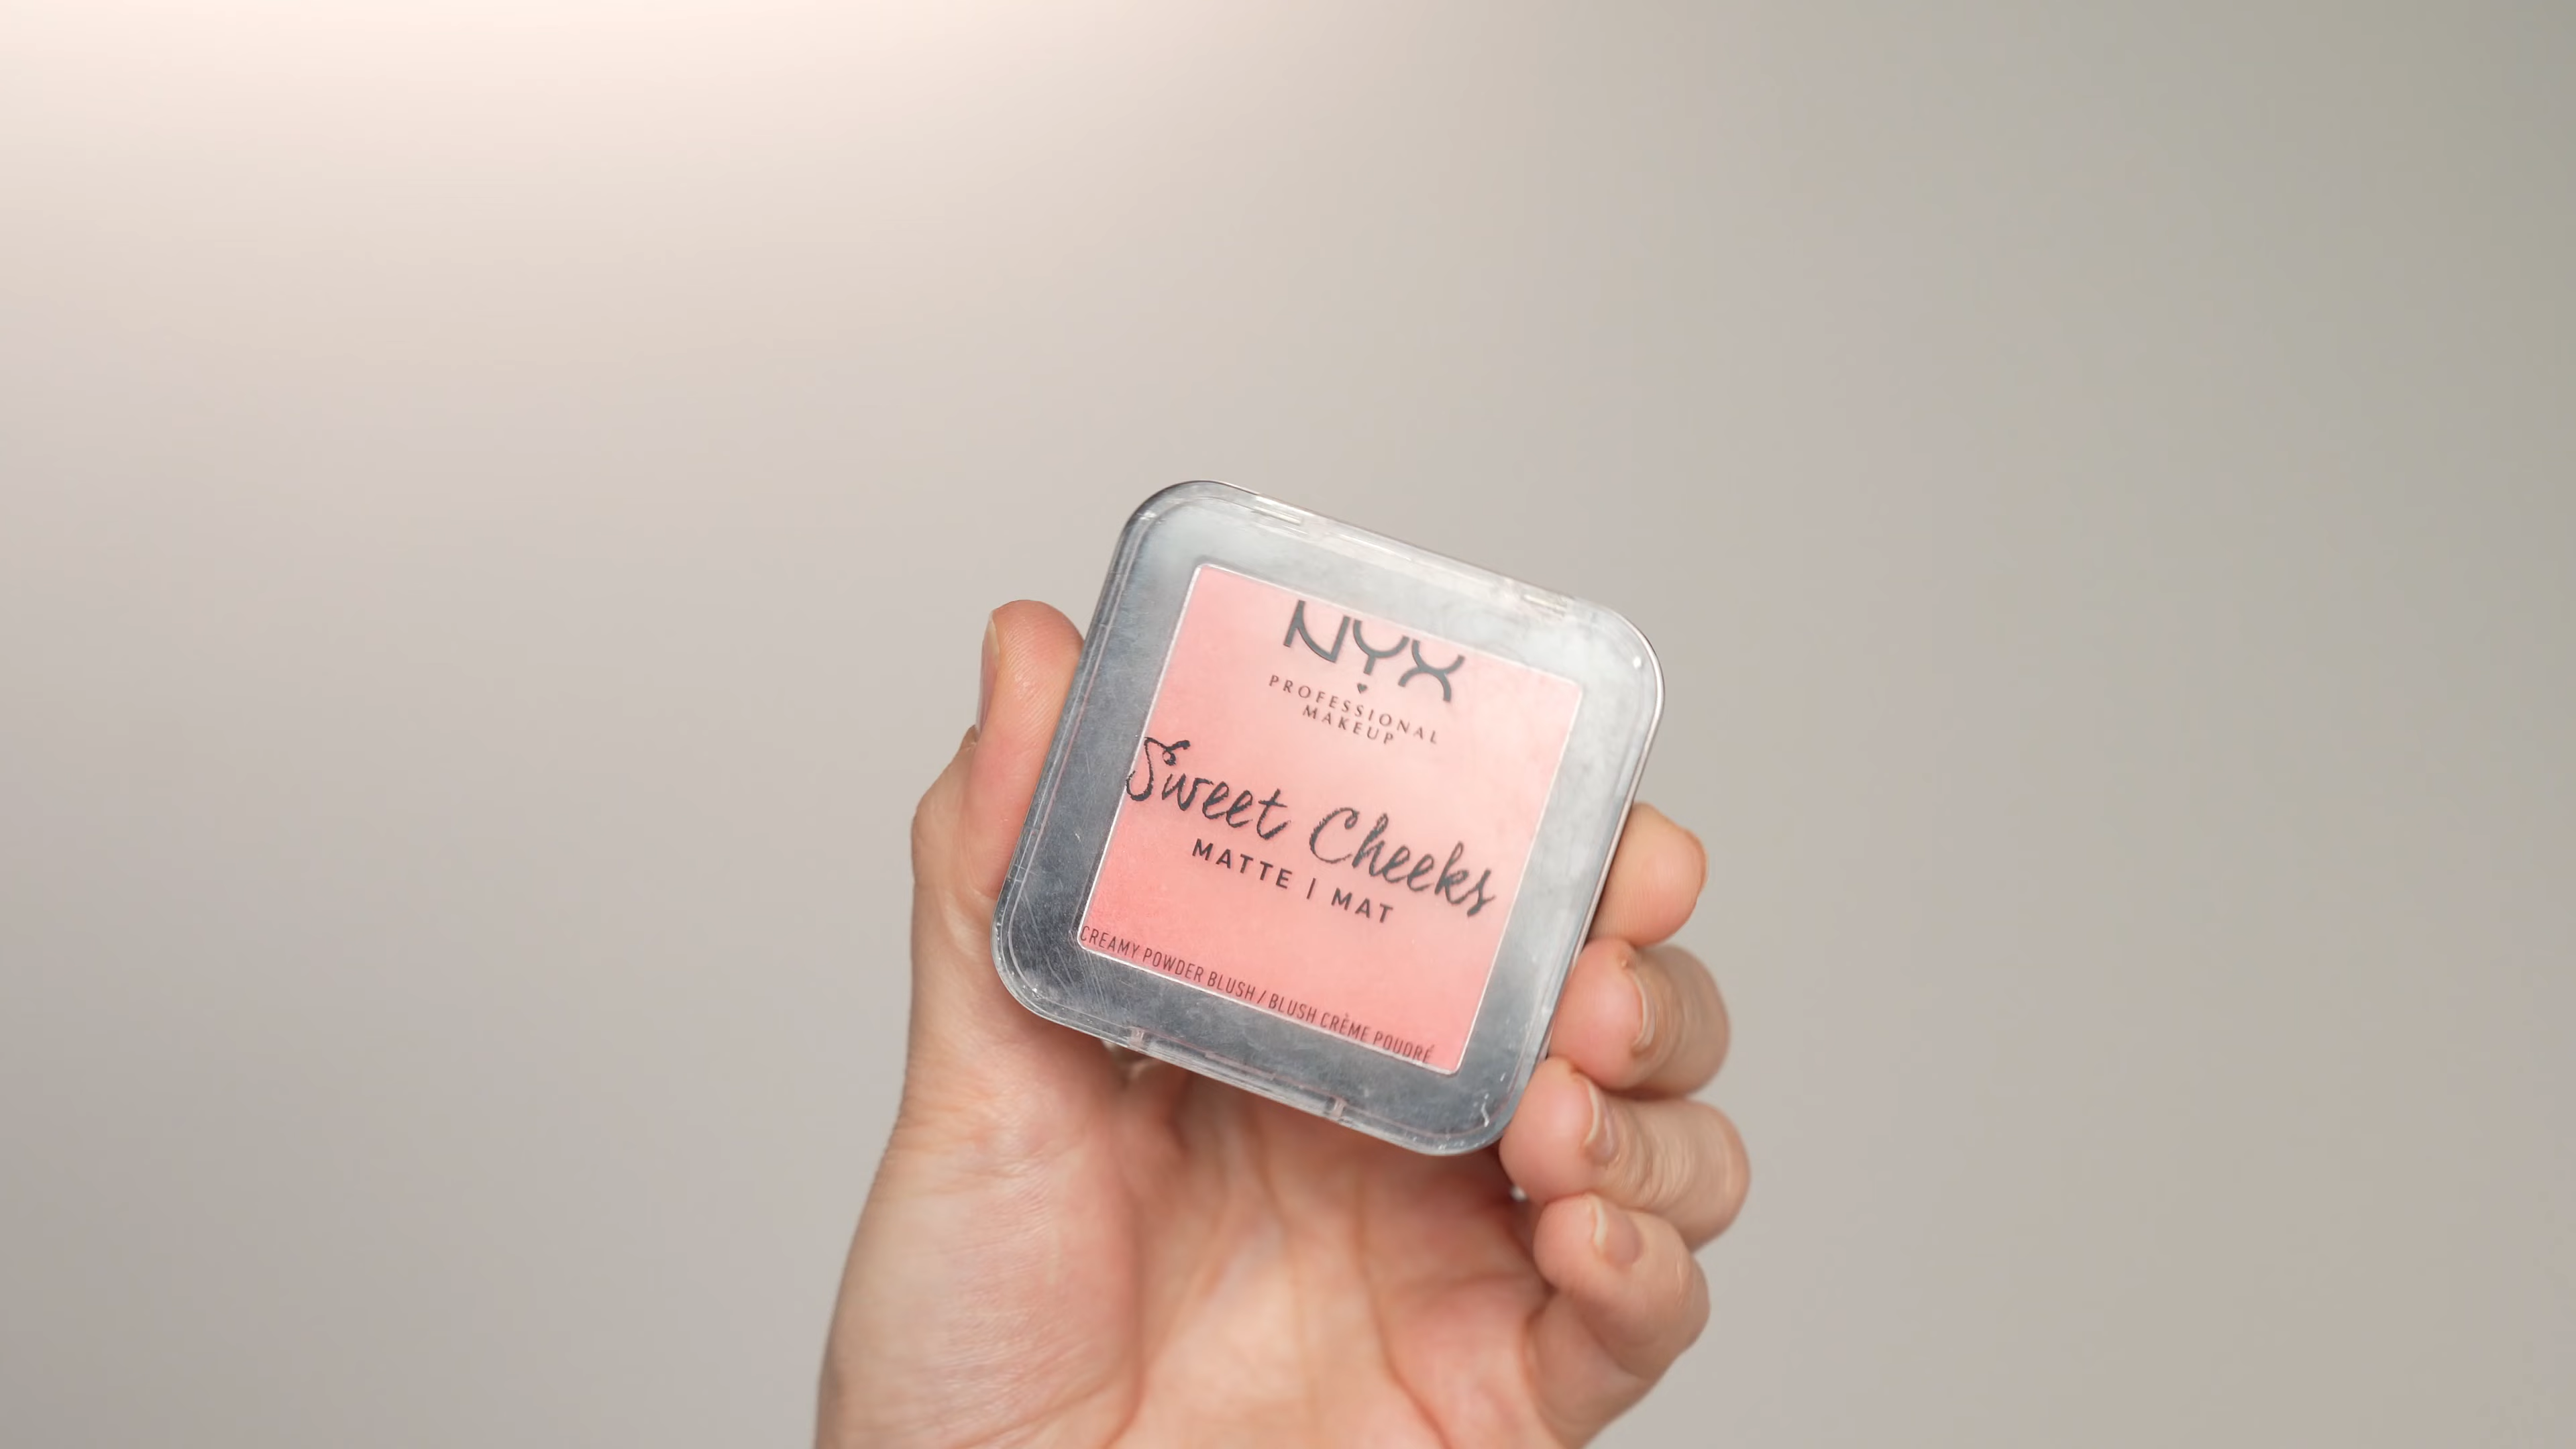 NYX
PROFESSIONAL
MAKEUP
Sweet Cheeks
MATTE | MAT
CREAMY POWDER BLUSH / BLUSH CRÈME POUDRÉ